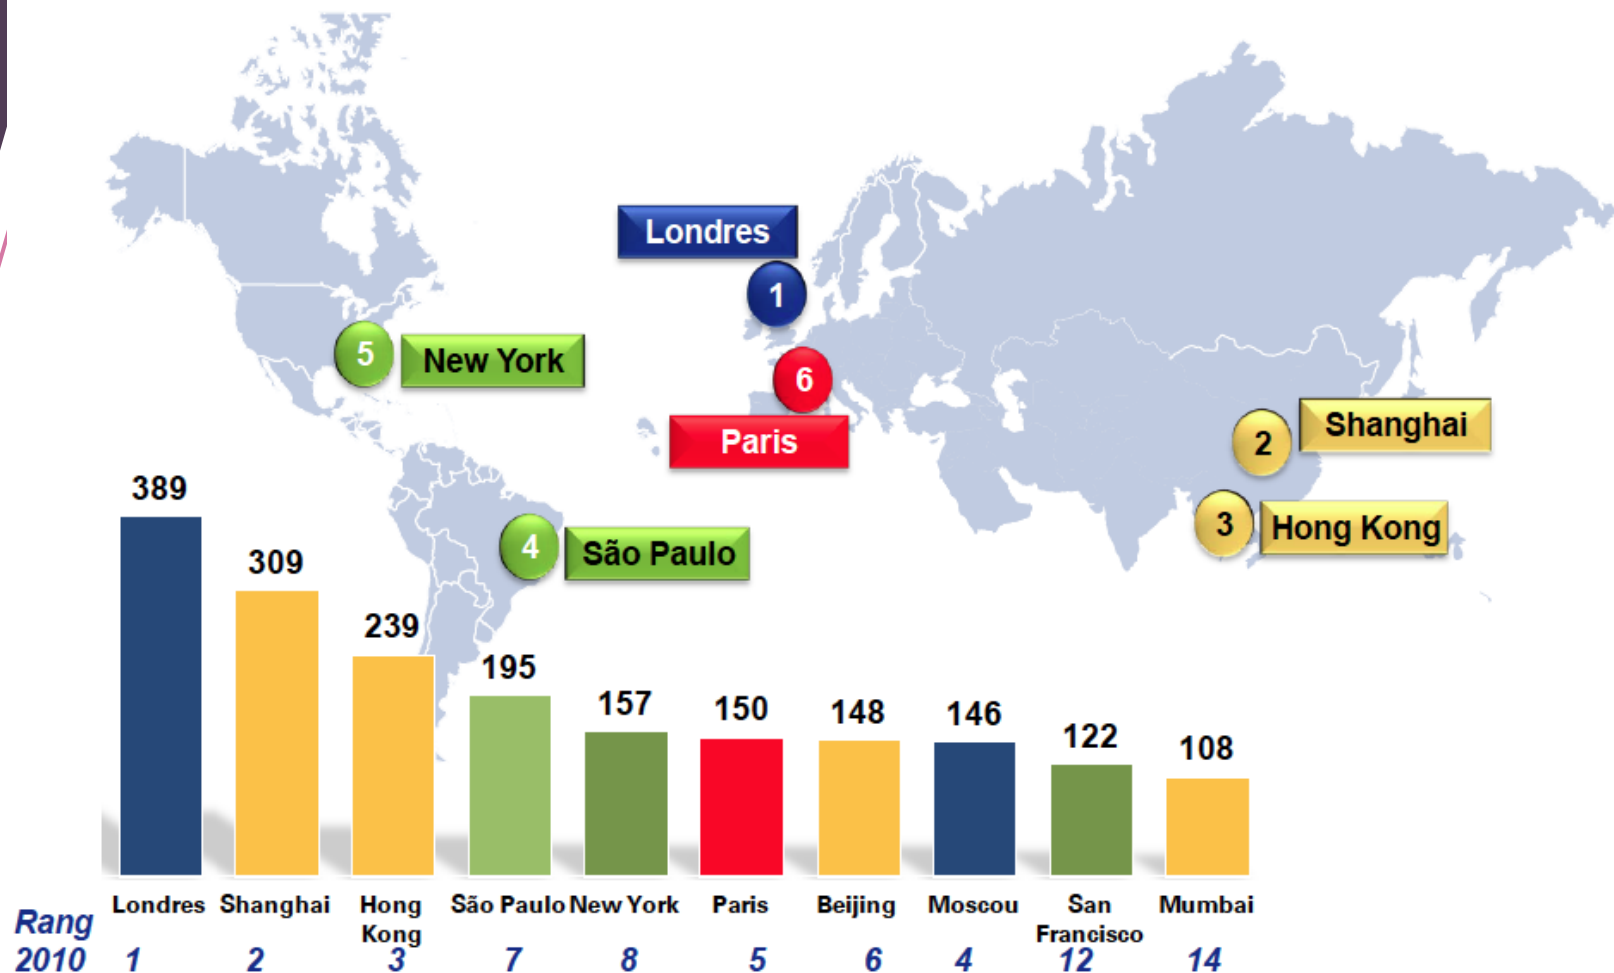 Londres
1
5
New York
6
Paris
2
Shanghai
3
Hong Kong
4
São Paulo
389
309
239
195
157
150
148
146
122
108
Londres
Shanghai
Hong
Kong
São Paulo
New York
Paris
Beijing
Moscou
San
Francisco
Mumbai
Rang
2010 1 2 3 7 8 5 6 4 12 14